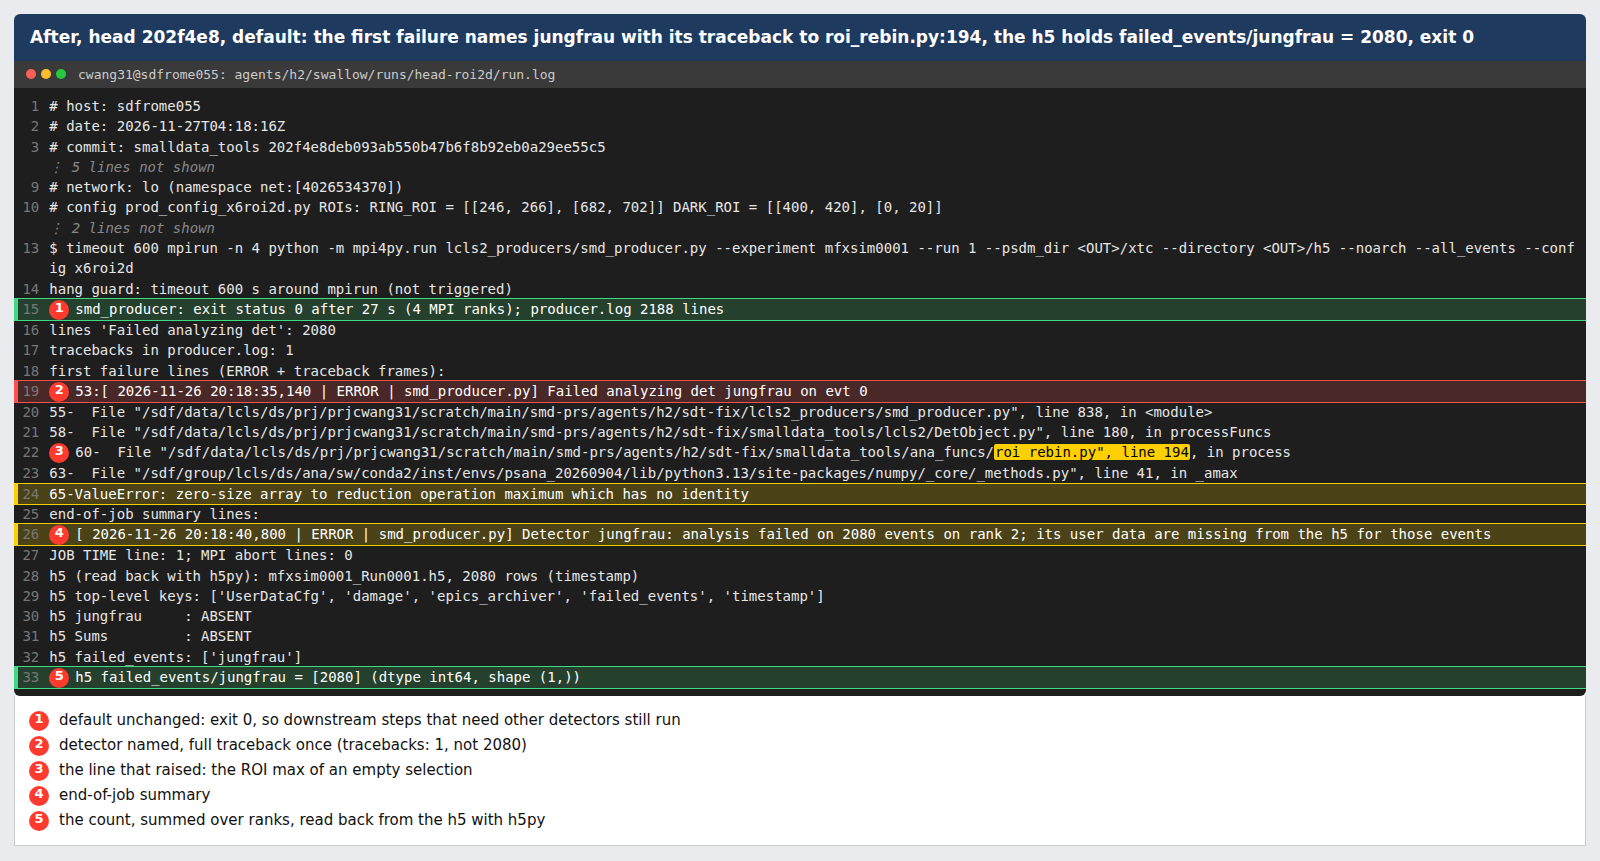 After, head 202f4e8, default: the first failure names jungfrau with its traceback to roi_rebin.py:194, the h5 holds failed_events/jungfrau = 2080, exit 0
cwang31@sdfrome055: agents/h2/swallow/runs/head-roi2d/run.log
1 # host: sdfrome055
2 # date: 2026-11-27T04:18:16Z
3 # commit: smalldata_tools 202f4e8deb093ab550b47b6f8b92eb0a29ee55c5
⋮ 5 lines not shown
9 # network: lo (namespace net:[4026534370])
10 # config prod_config_x6roi2d.py ROIs: RING_ROI = [[246, 266], [682, 702]] DARK_ROI = [[400, 420], [0, 20]]
⋮ 2 lines not shown
13 $ timeout 600 mpirun -n 4 python -m mpi4py.run lcls2_producers/smd_producer.py --experiment mfxsim0001 --run 1 --psdm_dir <OUT>/xtc --directory <OUT>/h5 --noarch --all_events --conf
ig x6roi2d
14 hang guard: timeout 600 s around mpirun (not triggered)
15 1 smd_producer: exit status 0 after 27 s (4 MPI ranks); producer.log 2188 lines
16 lines 'Failed analyzing det': 2080
17 tracebacks in producer.log: 1
18 first failure lines (ERROR + traceback frames):
19 2 53:[ 2026-11-26 20:18:35,140 | ERROR | smd_producer.py] Failed analyzing det jungfrau on evt 0
20 55-  File "/sdf/data/lcls/ds/prj/prjcwang31/scratch/main/smd-prs/agents/h2/sdt-fix/lcls2_producers/smd_producer.py", line 838, in <module>
21 58-  File "/sdf/data/lcls/ds/prj/prjcwang31/scratch/main/smd-prs/agents/h2/sdt-fix/smalldata_tools/lcls2/DetObject.py", line 180, in processFuncs
22 3 60-  File "/sdf/data/lcls/ds/prj/prjcwang31/scratch/main/smd-prs/agents/h2/sdt-fix/smalldata_tools/ana_funcs/roi_rebin.py", line 194, in process
23 63-  File "/sdf/group/lcls/ds/ana/sw/conda2/inst/envs/psana_20260904/lib/python3.13/site-packages/numpy/_core/_methods.py", line 41, in _amax
24 65-ValueError: zero-size array to reduction operation maximum which has no identity
25 end-of-job summary lines:
26 4 [ 2026-11-26 20:18:40,800 | ERROR | smd_producer.py] Detector jungfrau: analysis failed on 2080 events on rank 2; its user data are missing from the h5 for those events
27 JOB TIME line: 1; MPI abort lines: 0
28 h5 (read back with h5py): mfxsim0001_Run0001.h5, 2080 rows (timestamp)
29 h5 top-level keys: ['UserDataCfg', 'damage', 'epics_archiver', 'failed_events', 'timestamp']
30 h5 jungfrau     : ABSENT
31 h5 Sums         : ABSENT
32 h5 failed_events: ['jungfrau']
33 5 h5 failed_events/jungfrau = [2080] (dtype int64, shape (1,))
1 default unchanged: exit 0, so downstream steps that need other detectors still run
2 detector named, full traceback once (tracebacks: 1, not 2080)
3 the line that raised: the ROI max of an empty selection
4 end-of-job summary
5 the count, summed over ranks, read back from the h5 with h5py